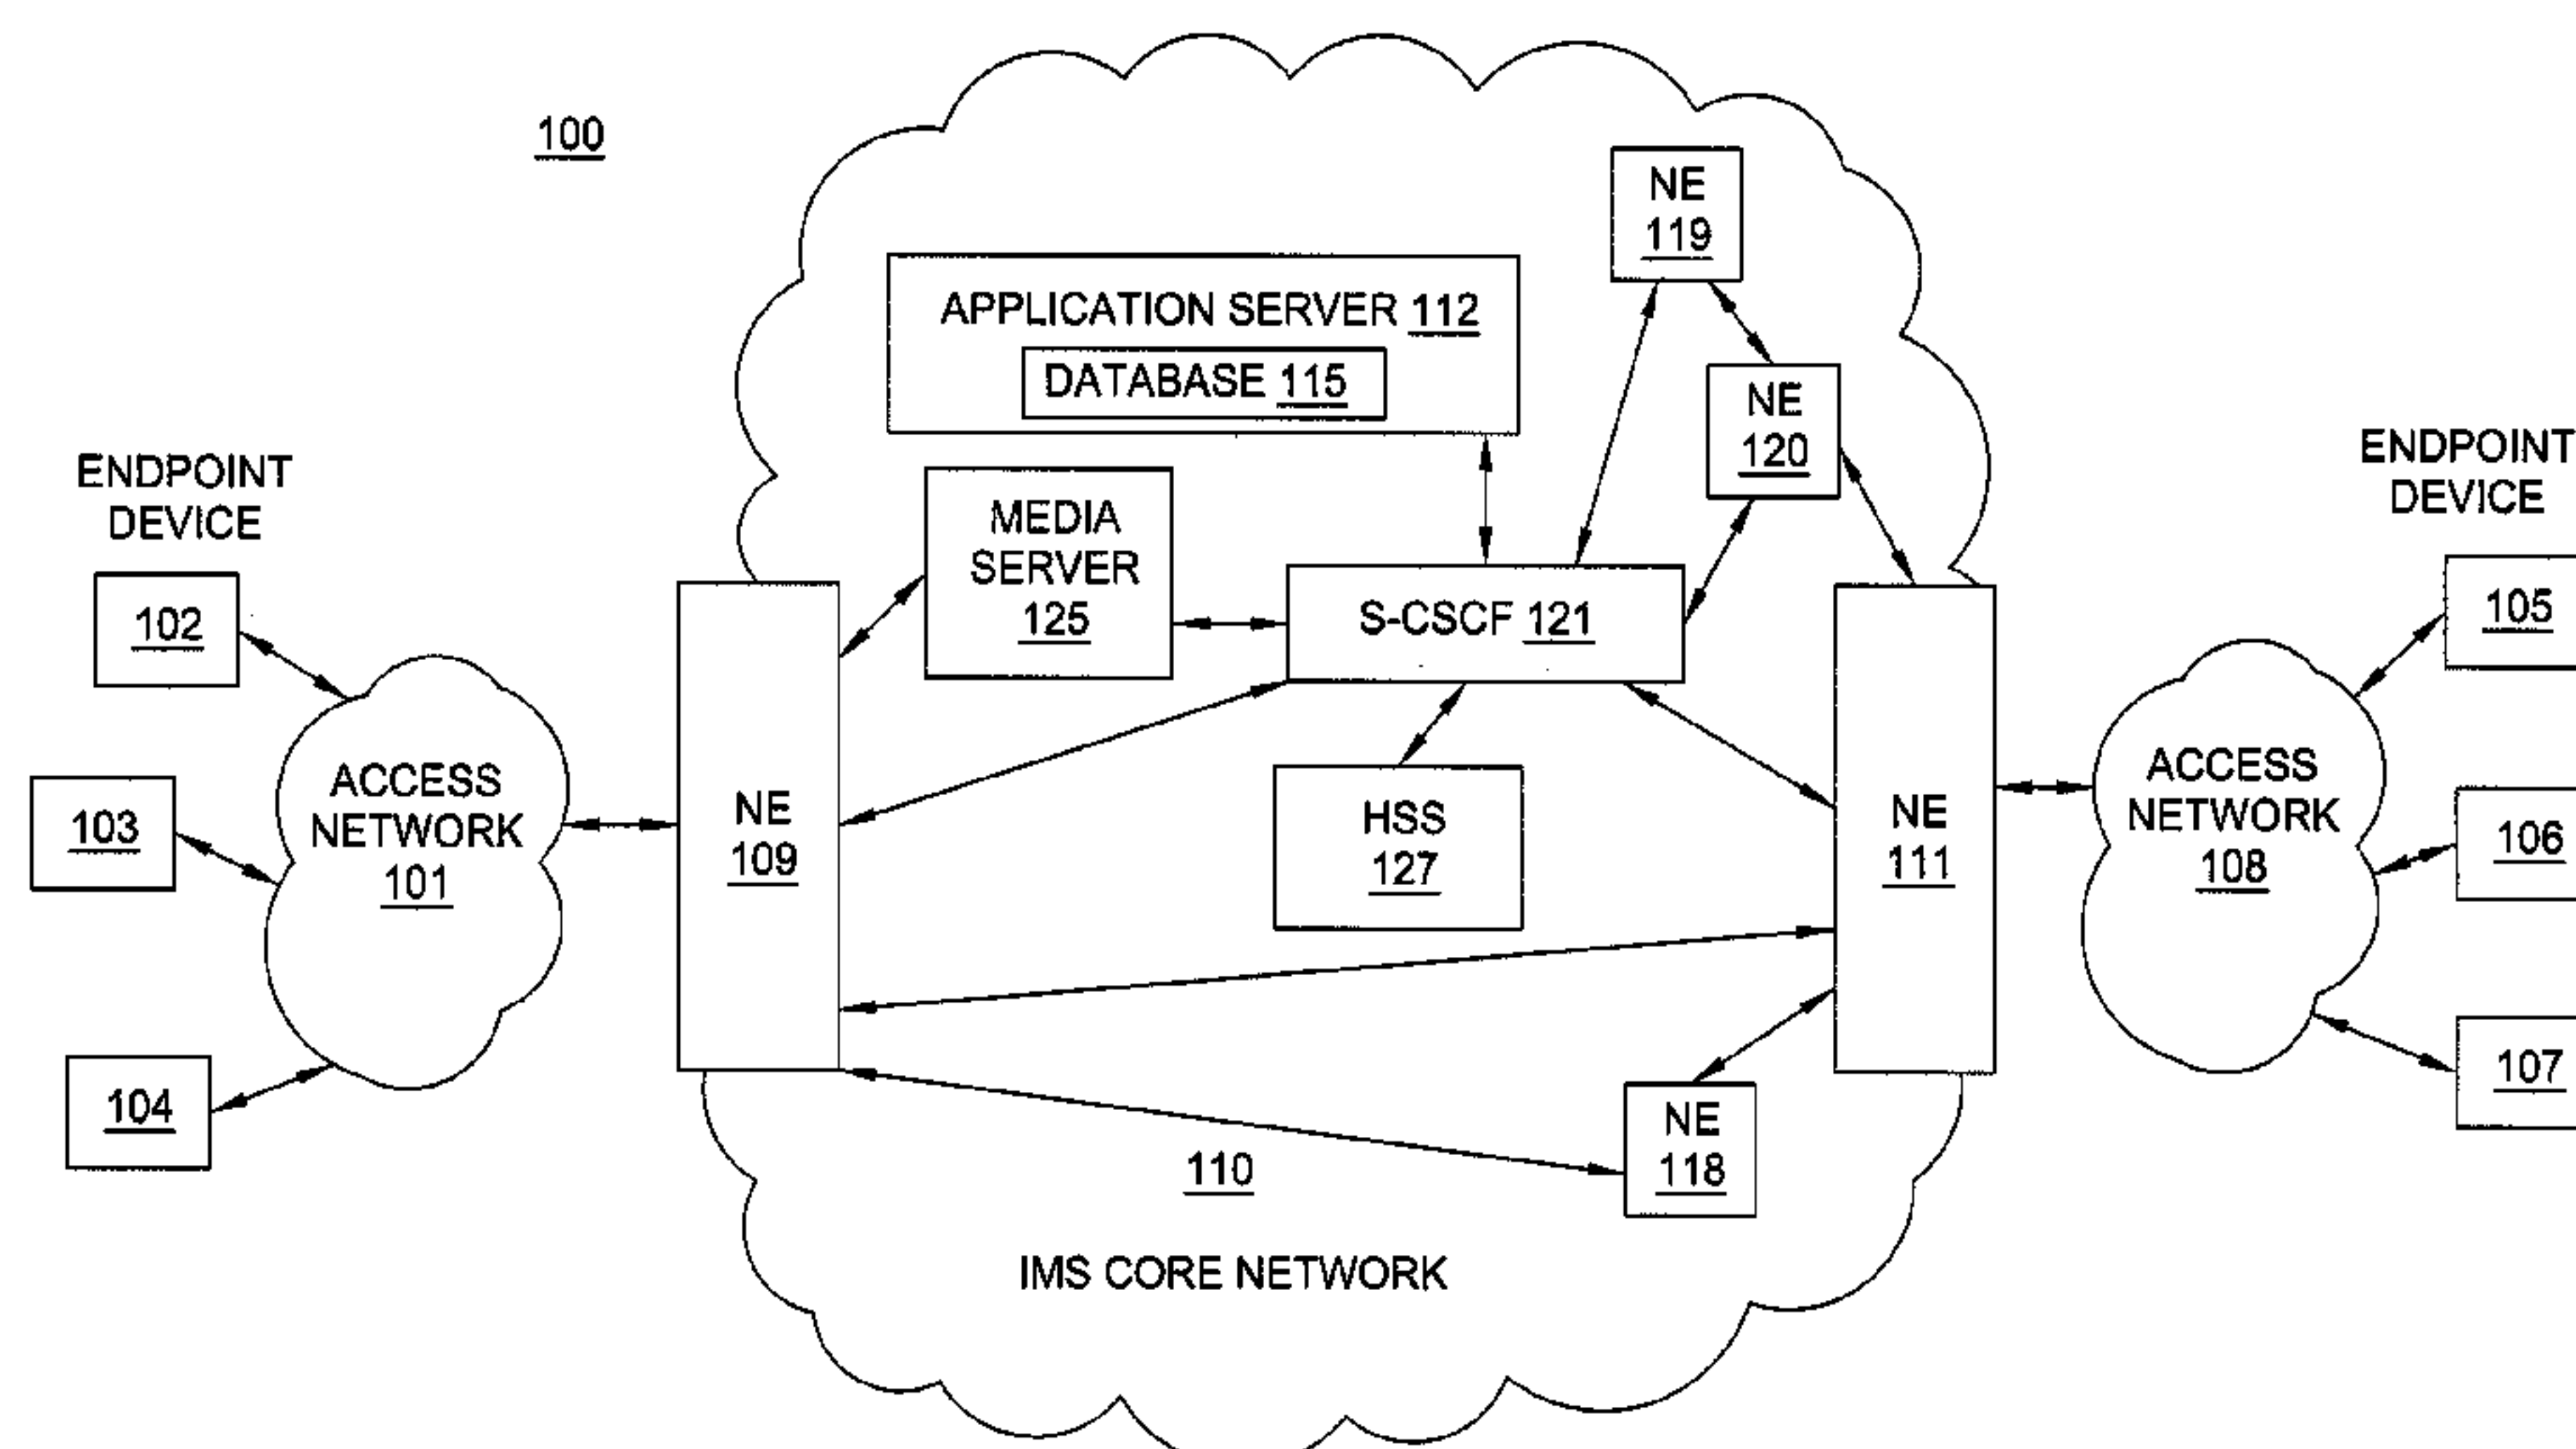 100
NE
119
APPLICATION SERVER 112
DATABASE 115
NE
120
ENDPOINT
DEVICE
ENDPOINT
DEVICE
MEDIA
SERVER
125
S-CSCF 121
102
105
ACCESS
NETWORK
101
103
NE
109
HSS
127
NE
111
ACCESS
NETWORK
108
106
104
107
NE
118
110
IMS CORE NETWORK